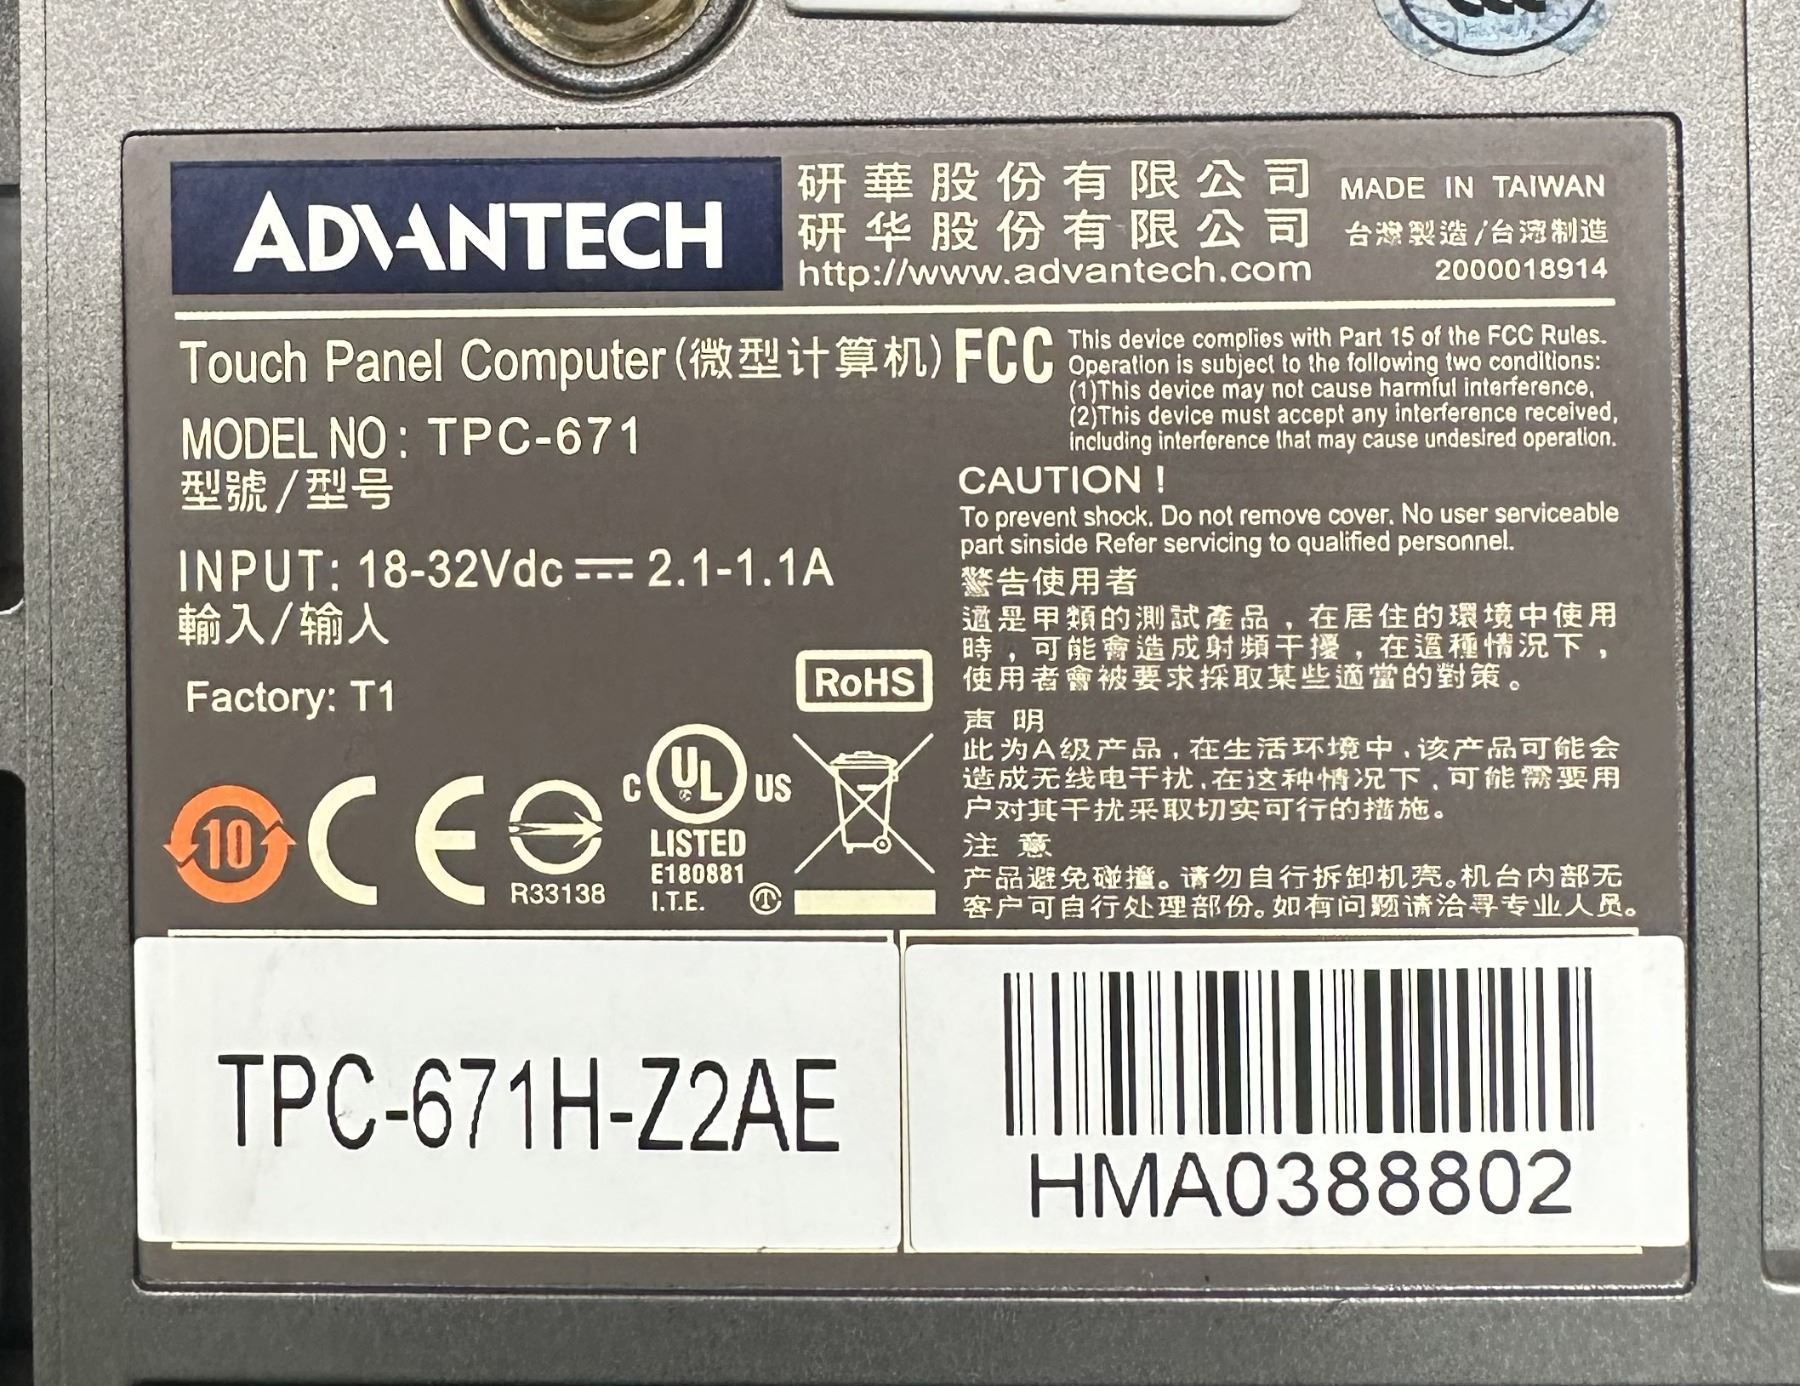 ADVANTECH
研華股份有限公司
研华股份有限公司
http://www.advantech.com
MADE IN TAIWAN
台灣製造/台湾制造
2000018914
Touch Panel Computer(微型计算机)
MODEL NO: TPC-671
型號/型号
INPUT: 18-32Vdc ⎓ 2.1-1.1A
輸入/输入
Factory: T1
RoHS
10
CE
R33138
C UL US
LISTED
E180881
I.T.E.
FCC
This device complies with Part 15 of the FCC Rules.
Operation is subject to the following two conditions:
(1)This device may not cause harmful interference,
(2)This device must accept any interference received,
including interference that may cause undesired operation.
CAUTION !
To prevent shock. Do not remove cover. No user serviceable
part sinside Refer servicing to qualified personnel.
警告使用者
這是甲類的測試產品，在居住的環境中使用
時，可能會造成射頻干擾，在這種情況下，
使用者會被要求採取某些適當的對策。
声 明
此为A级产品，在生活环境中，该产品可能会
造成无线电干扰，在这种情况下，可能需要用
户对其干扰采取切实可行的措施。
注 意
产品避免碰撞。请勿自行拆卸机壳。机台内部无
客户可自行处理部份。如有问题请洽寻专业人员。
TPC-671H-Z2AE
HMA0388802